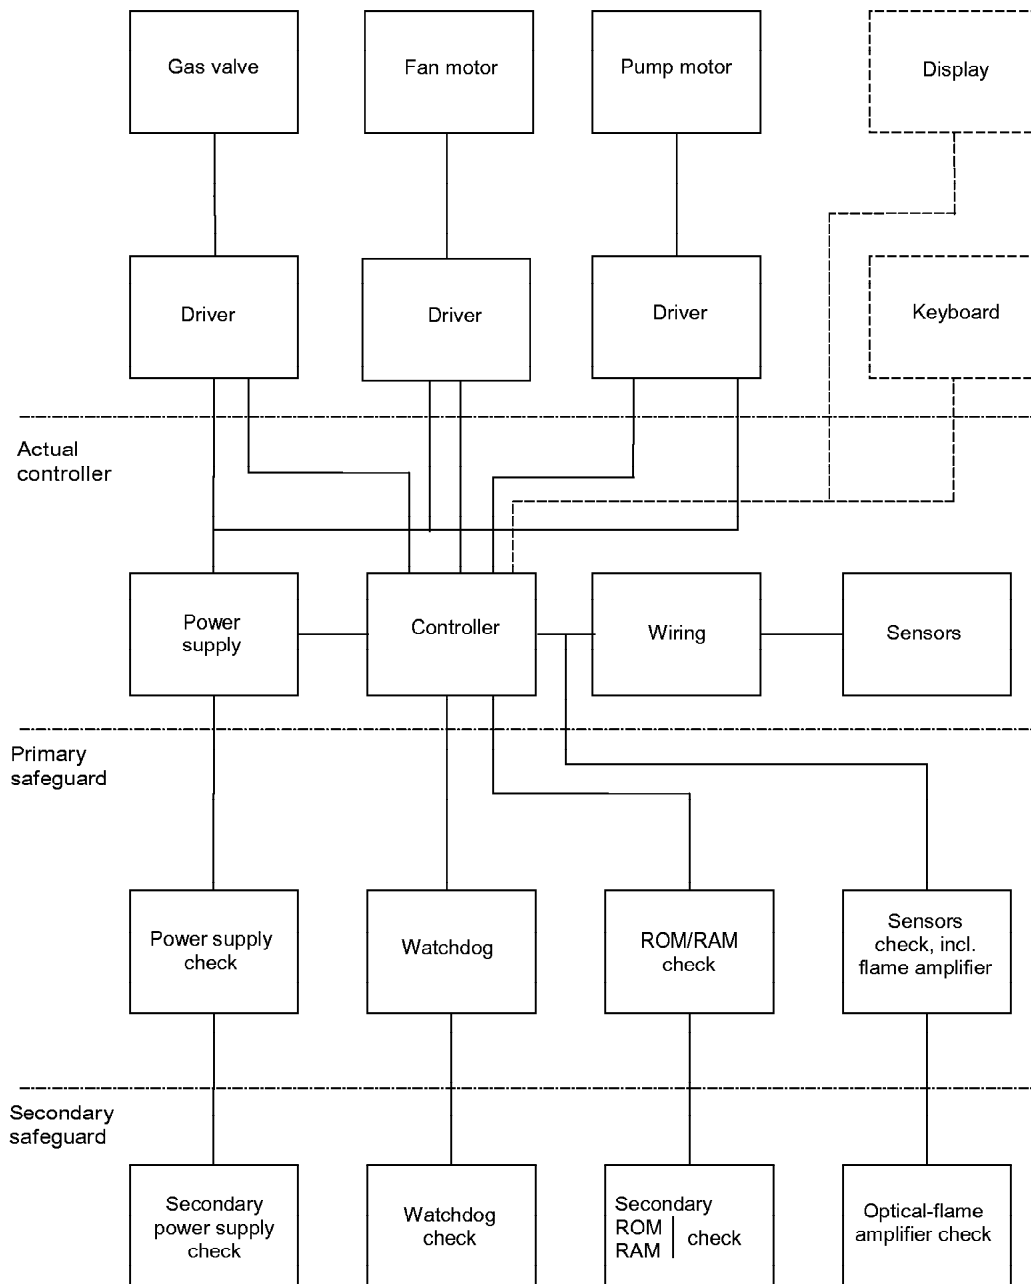 Gas valve
Fan motor
Pump motor
Display
Driver
Driver
Driver
Keyboard
Actual
controller
Power
supply
Controller
Wiring
Sensors
Primary
safeguard
Power supply
check
Watchdog
ROM/RAM
check
Sensors
check, incl.
flame amplifier
Secondary
safeguard
Secondary
power supply
check
Watchdog
check
Secondary
ROM
RAM
check
Optical-flame
amplifier check